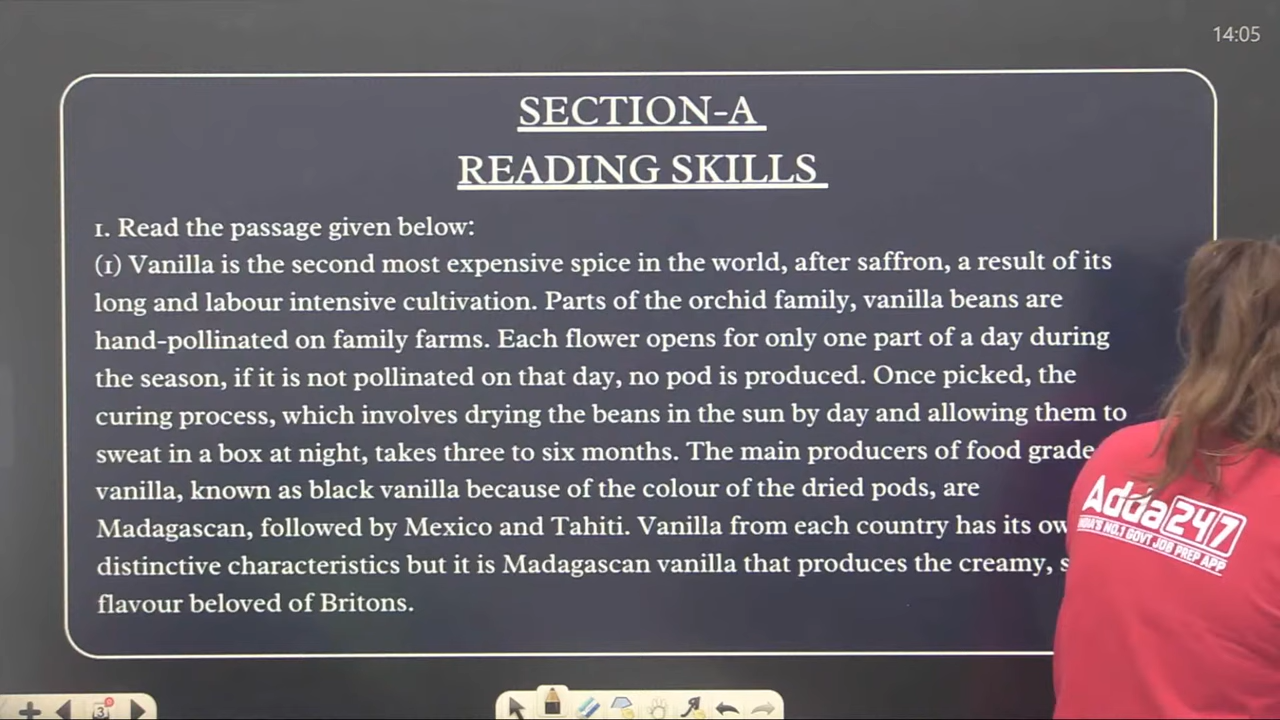 14:05
SECTION-A
READING SKILLS
1. Read the passage given below:
(1) Vanilla is the second most expensive spice in the world, after saffron, a result of its
long and labour intensive cultivation. Parts of the orchid family, vanilla beans are
hand-pollinated on family farms. Each flower opens for only one part of a day during
the season, if it is not pollinated on that day, no pod is produced. Once picked, the
curing process, which involves drying the beans in the sun by day and allowing them to
sweat in a box at night, takes three to six months. The main producers of food grade
vanilla, known as black vanilla because of the colour of the dried pods, are
Madagascan, followed by Mexico and Tahiti. Vanilla from each country has its
distinctive characteristics but it is Madagascan vanilla that produces the creamy,
flavour beloved of Britons.
Adda247
INDIA'S NO.1 GOVT JOB PREP APP
3